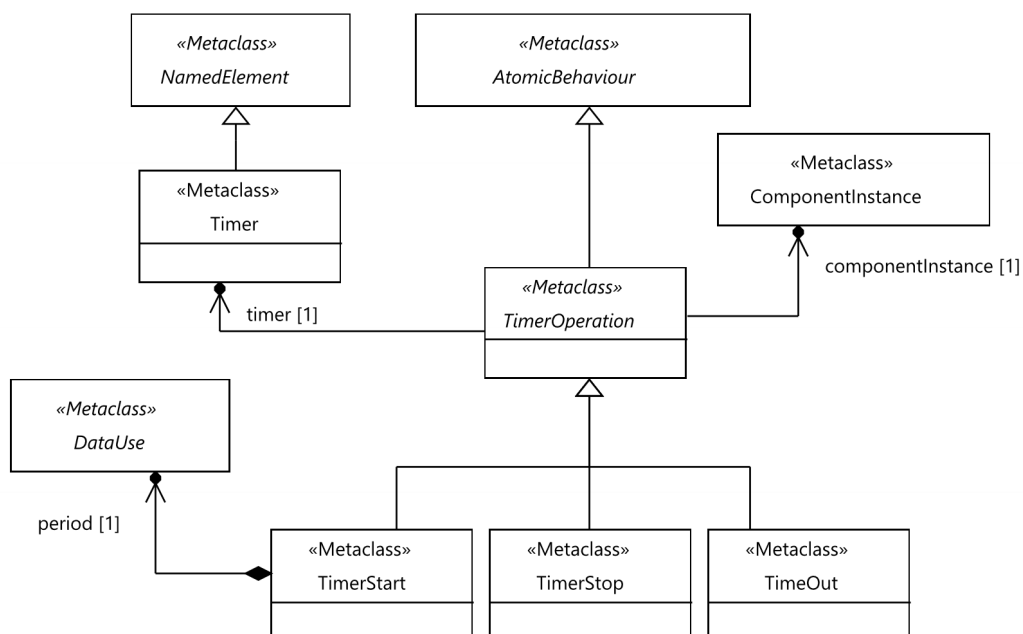 «Metaclass»
NamedElement
«Metaclass»
AtomicBehaviour
«Metaclass»
ComponentInstance
«Metaclass»
Timer
componentInstance [1]
«Metaclass»
TimerOperation
timer [1]
«Metaclass»
DataUse
period [1]
«Metaclass»
TimerStart
«Metaclass»
TimerStop
«Metaclass»
TimeOut